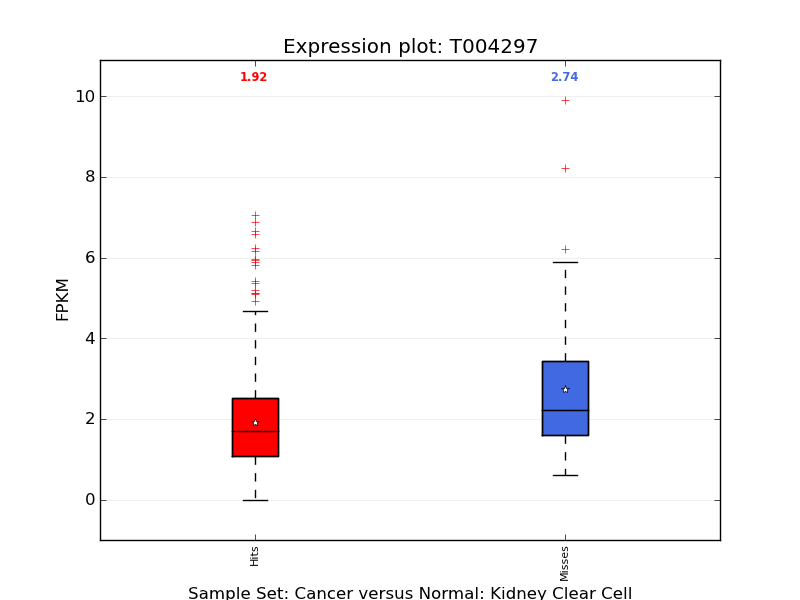 Expression plot: T004297
1.92
2.74
10
8
6
4
2
0
FPKM
Hits
Misses
Sample Set: Cancer versus Normal: Kidney Clear Cell